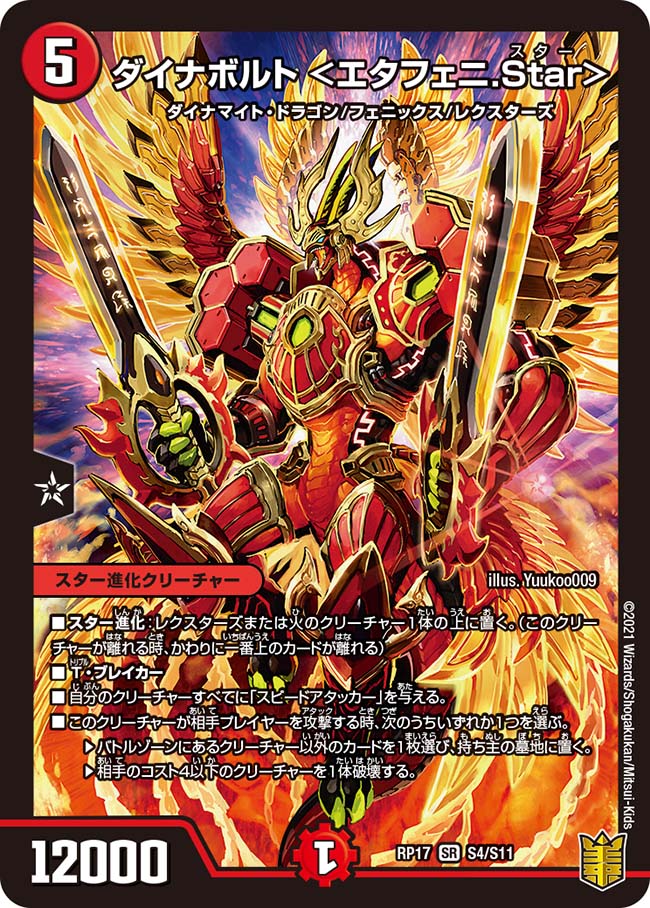 5
スター
ダイナボルト <エタフェニ.Star>
ダイナマイト・ドラゴン/フェニックス/レクスターズ
スター進化クリーチャー
illus. Yuukoo009
■スター進化:レクスターズまたは火のクリーチャー1体の上に置く。(このクリー
チャーが離れる時、かわりに一番上のカードが離れる)
■T・ブレイカー
■自分のクリーチャーすべてに「スピードアタッカー」を与える。
■このクリーチャーが相手プレイヤーを攻撃する時、次のうちいずれか1つを選ぶ。
▶バトルゾーンにあるクリーチャー以外のカードを1枚選び、持ち主の墓地に置く。
▶相手のコスト4以下のクリーチャーを1体破壊する。
©2021 Wizards/Shogakukan/Mitsui-Kids
12000
1
RP17 SR S4/S11